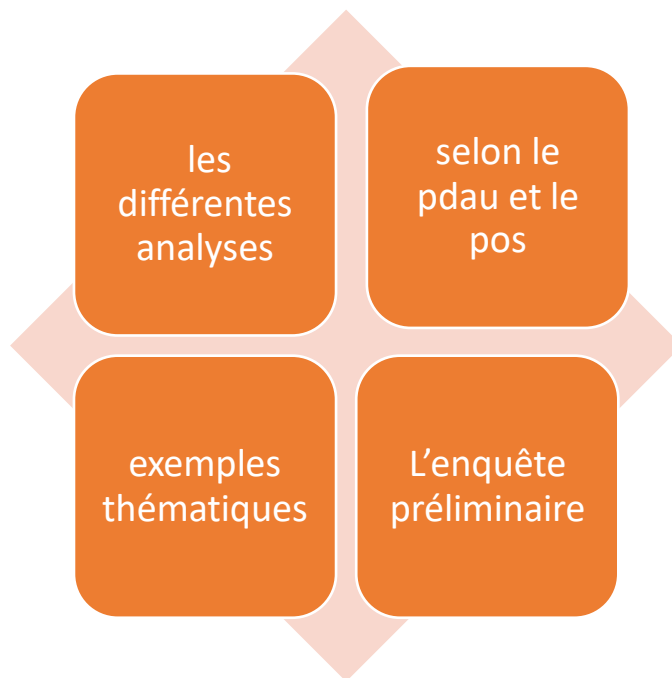 les
différentes
analyses
selon le
pdau et le
pos
exemples
thématiques
L’enquête
préliminaire